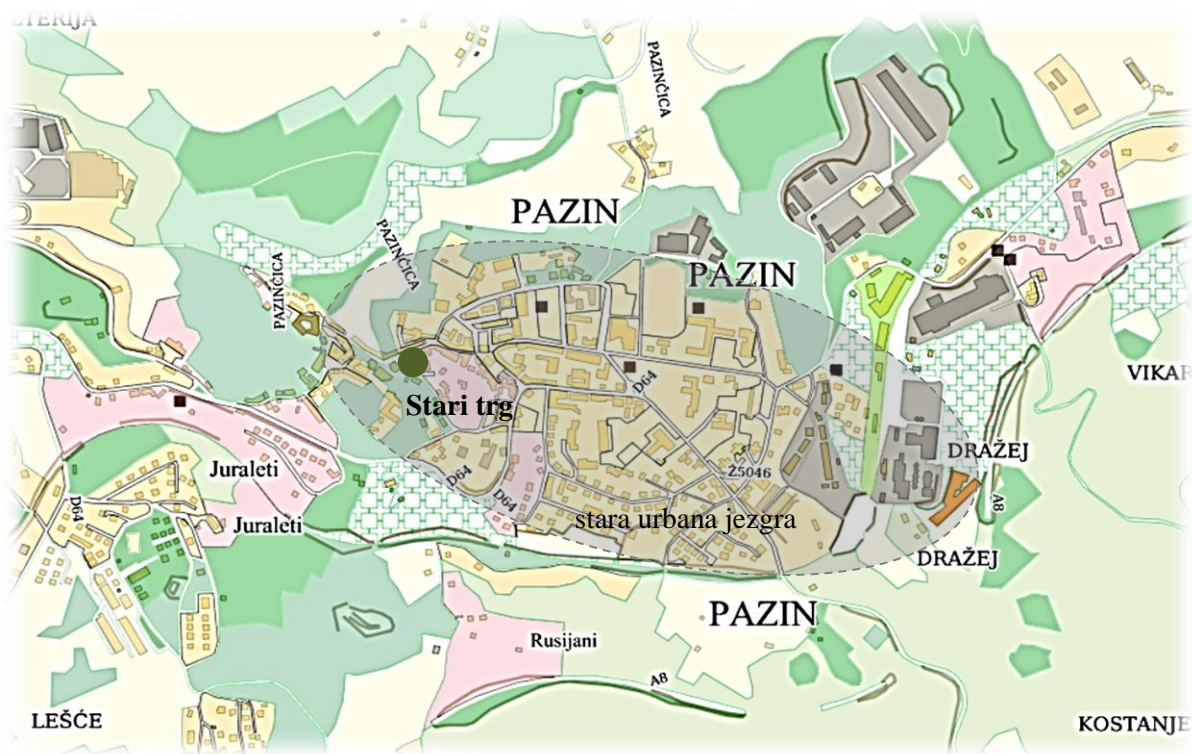 PAZINČICA
PAZIN
PAZINČICA
PAZINČICA
PAZIN
VIKAR
D64
Stari trg
DRAŽEJ
Juraleti
D64
Ž5046
D64
D64
A8
Juraleti
stara urbana jezgra
DRAŽEJ
PAZIN
Rusijani
A8
LEŠĆE
KOSTANJE